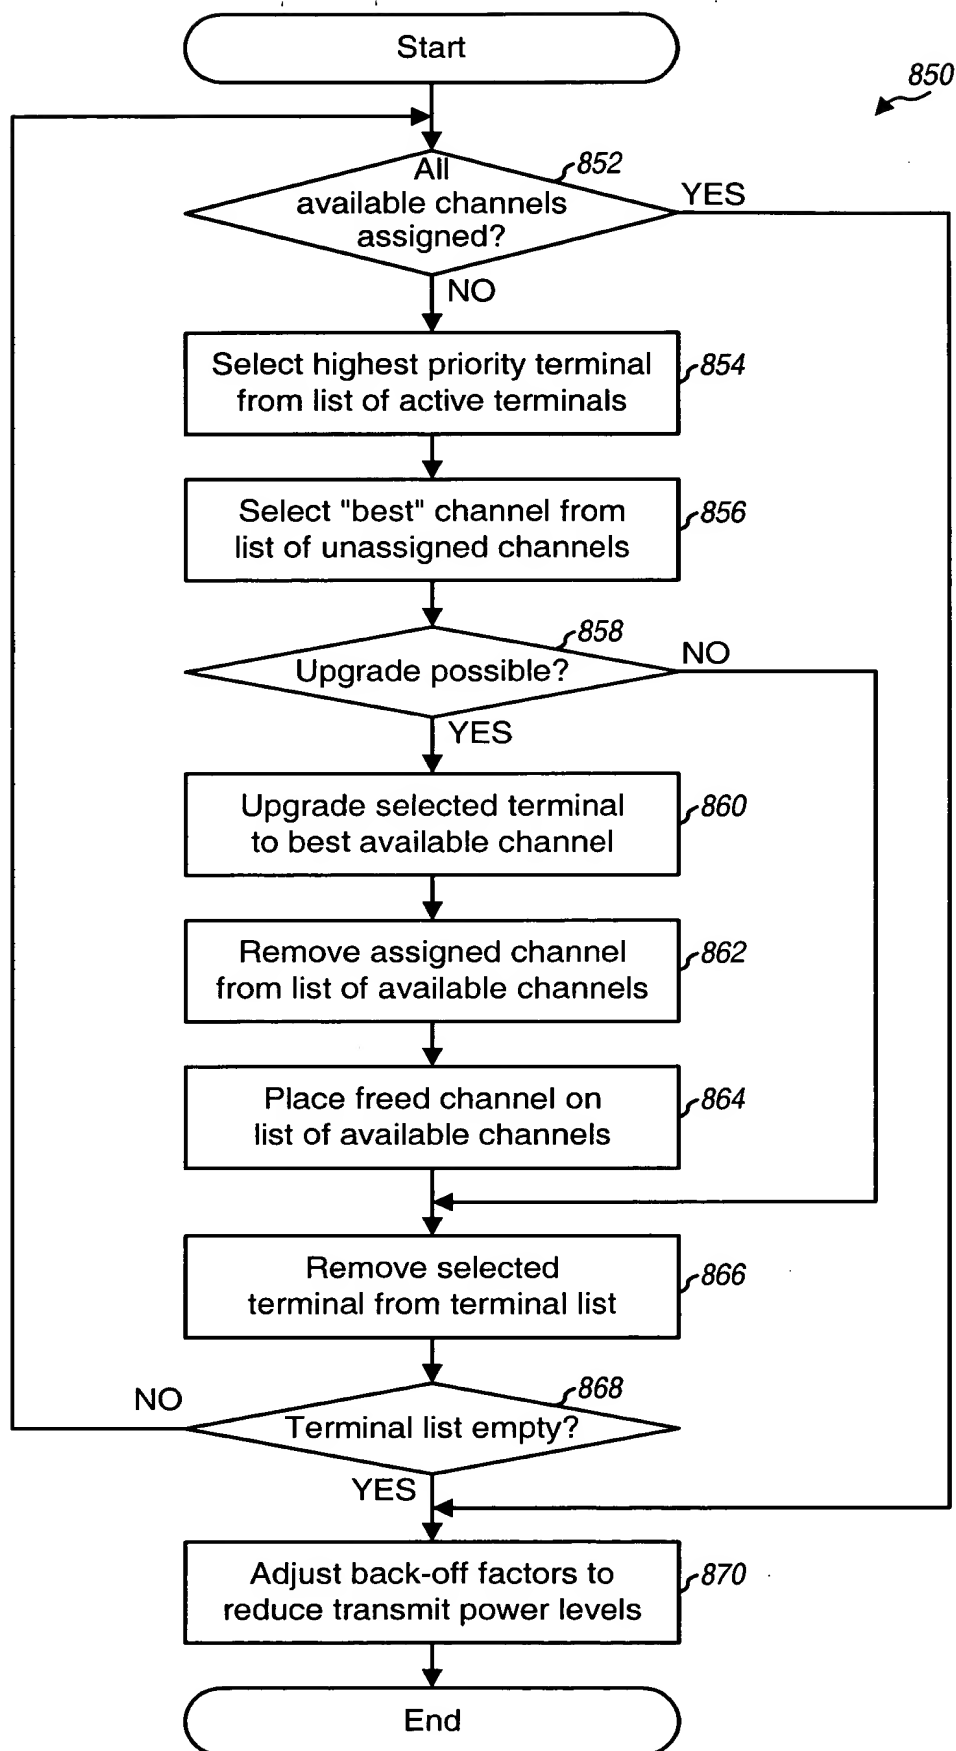 Start
850
852
All
available channels
assigned?
YES
NO
Select highest priority terminal
from list of active terminals
854
Select "best" channel from
list of unassigned channels
856
858
Upgrade possible?
NO
YES
Upgrade selected terminal
to best available channel
860
Remove assigned channel
from list of available channels
862
Place freed channel on
list of available channels
864
Remove selected
terminal from terminal list
866
868
NO
Terminal list empty?
YES
Adjust back-off factors to
reduce transmit power levels
870
End